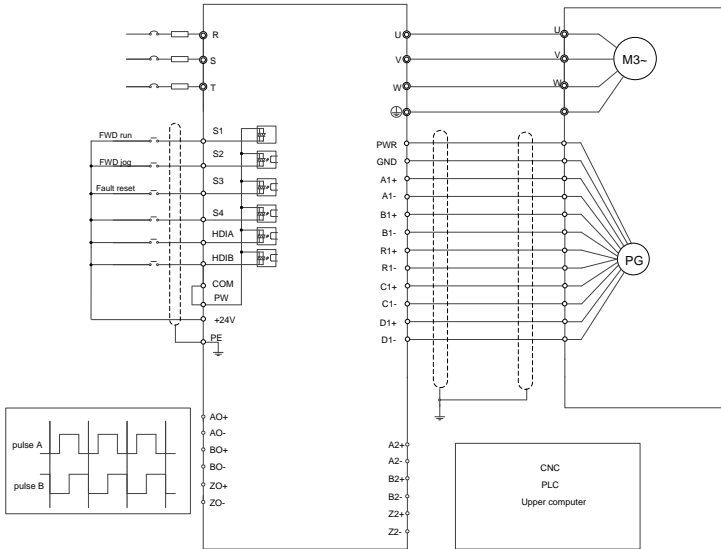 R
S
T
FWD run
S1
FWD jog
S2
Fault reset
S3
S4
HDIA
HDIB
COM
PW
+24V
PE
U
V
W
U
V
W
M3~
PWR
GND
A1+
A1-
B1+
B1-
R1+
R1-
C1+
C1-
D1+
D1-
PG
pulse A
pulse B
AO+
AO-
BO+
BO-
ZO+
ZO-
A2+
A2-
B2+
B2-
Z2+
Z2-
CNC
PLC
Upper computer